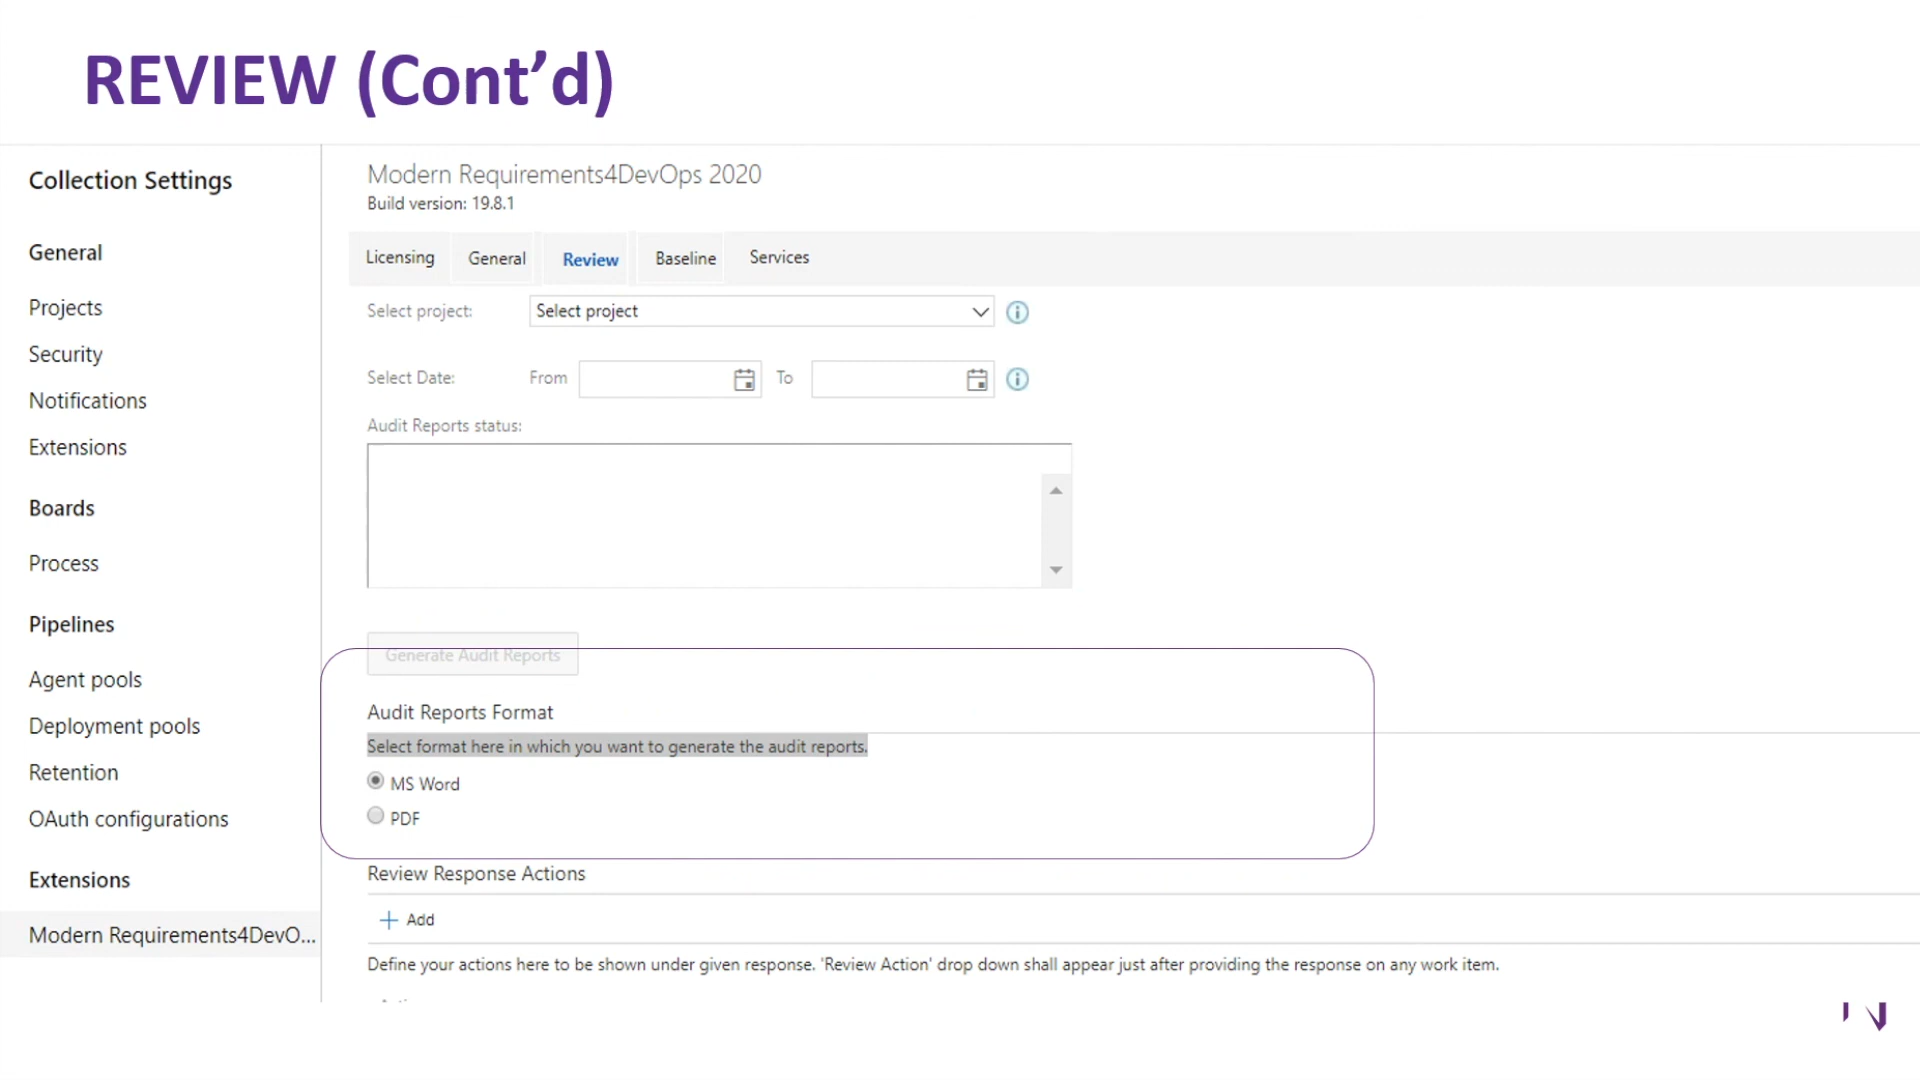 REVIEW (Cont’d)
Collection Settings
General
Projects
Security
Notifications
Extensions
Boards
Process
Pipelines
Agent pools
Deployment pools
Retention
OAuth configurations
Extensions
Modern Requirements4DevO...
Modern Requirements4DevOps 2020
Build version: 19.8.1
Licensing General Review Baseline Services
Select project: Select project
Select Date: From To
Audit Reports status:
Generate Audit Reports
Audit Reports Format
Select format here in which you want to generate the audit reports.
MS Word
PDF
Review Response Actions
Add
Define your actions here to be shown under given response. 'Review Action' drop down shall appear just after providing the response on any work item.